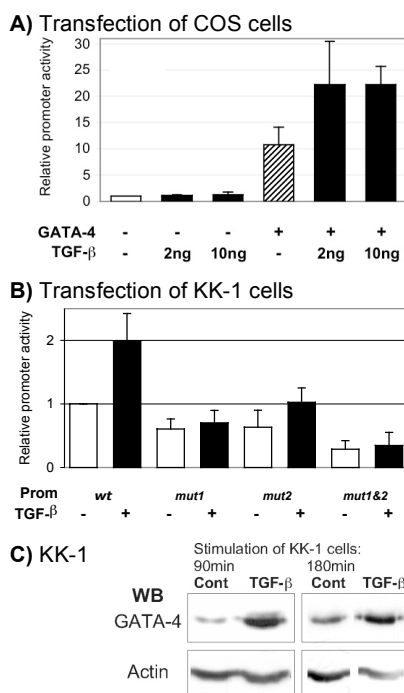 A) Transfection of COS cells
Relative promoter activity
30
25
20
15
10
5
0
GATA-4 - - - + + +
TGF-β - 2ng 10ng - 2ng 10ng
B) Transfection of KK-1 cells
Relative promoter activity
2
1
0
Prom wt mut1 mut2 mut1&2
TGF-β - + - + - + - +
C) KK-1
Stimulation of KK-1 cells:
90min 180min
WB Cont TGF-β Cont TGF-β
GATA-4
Actin